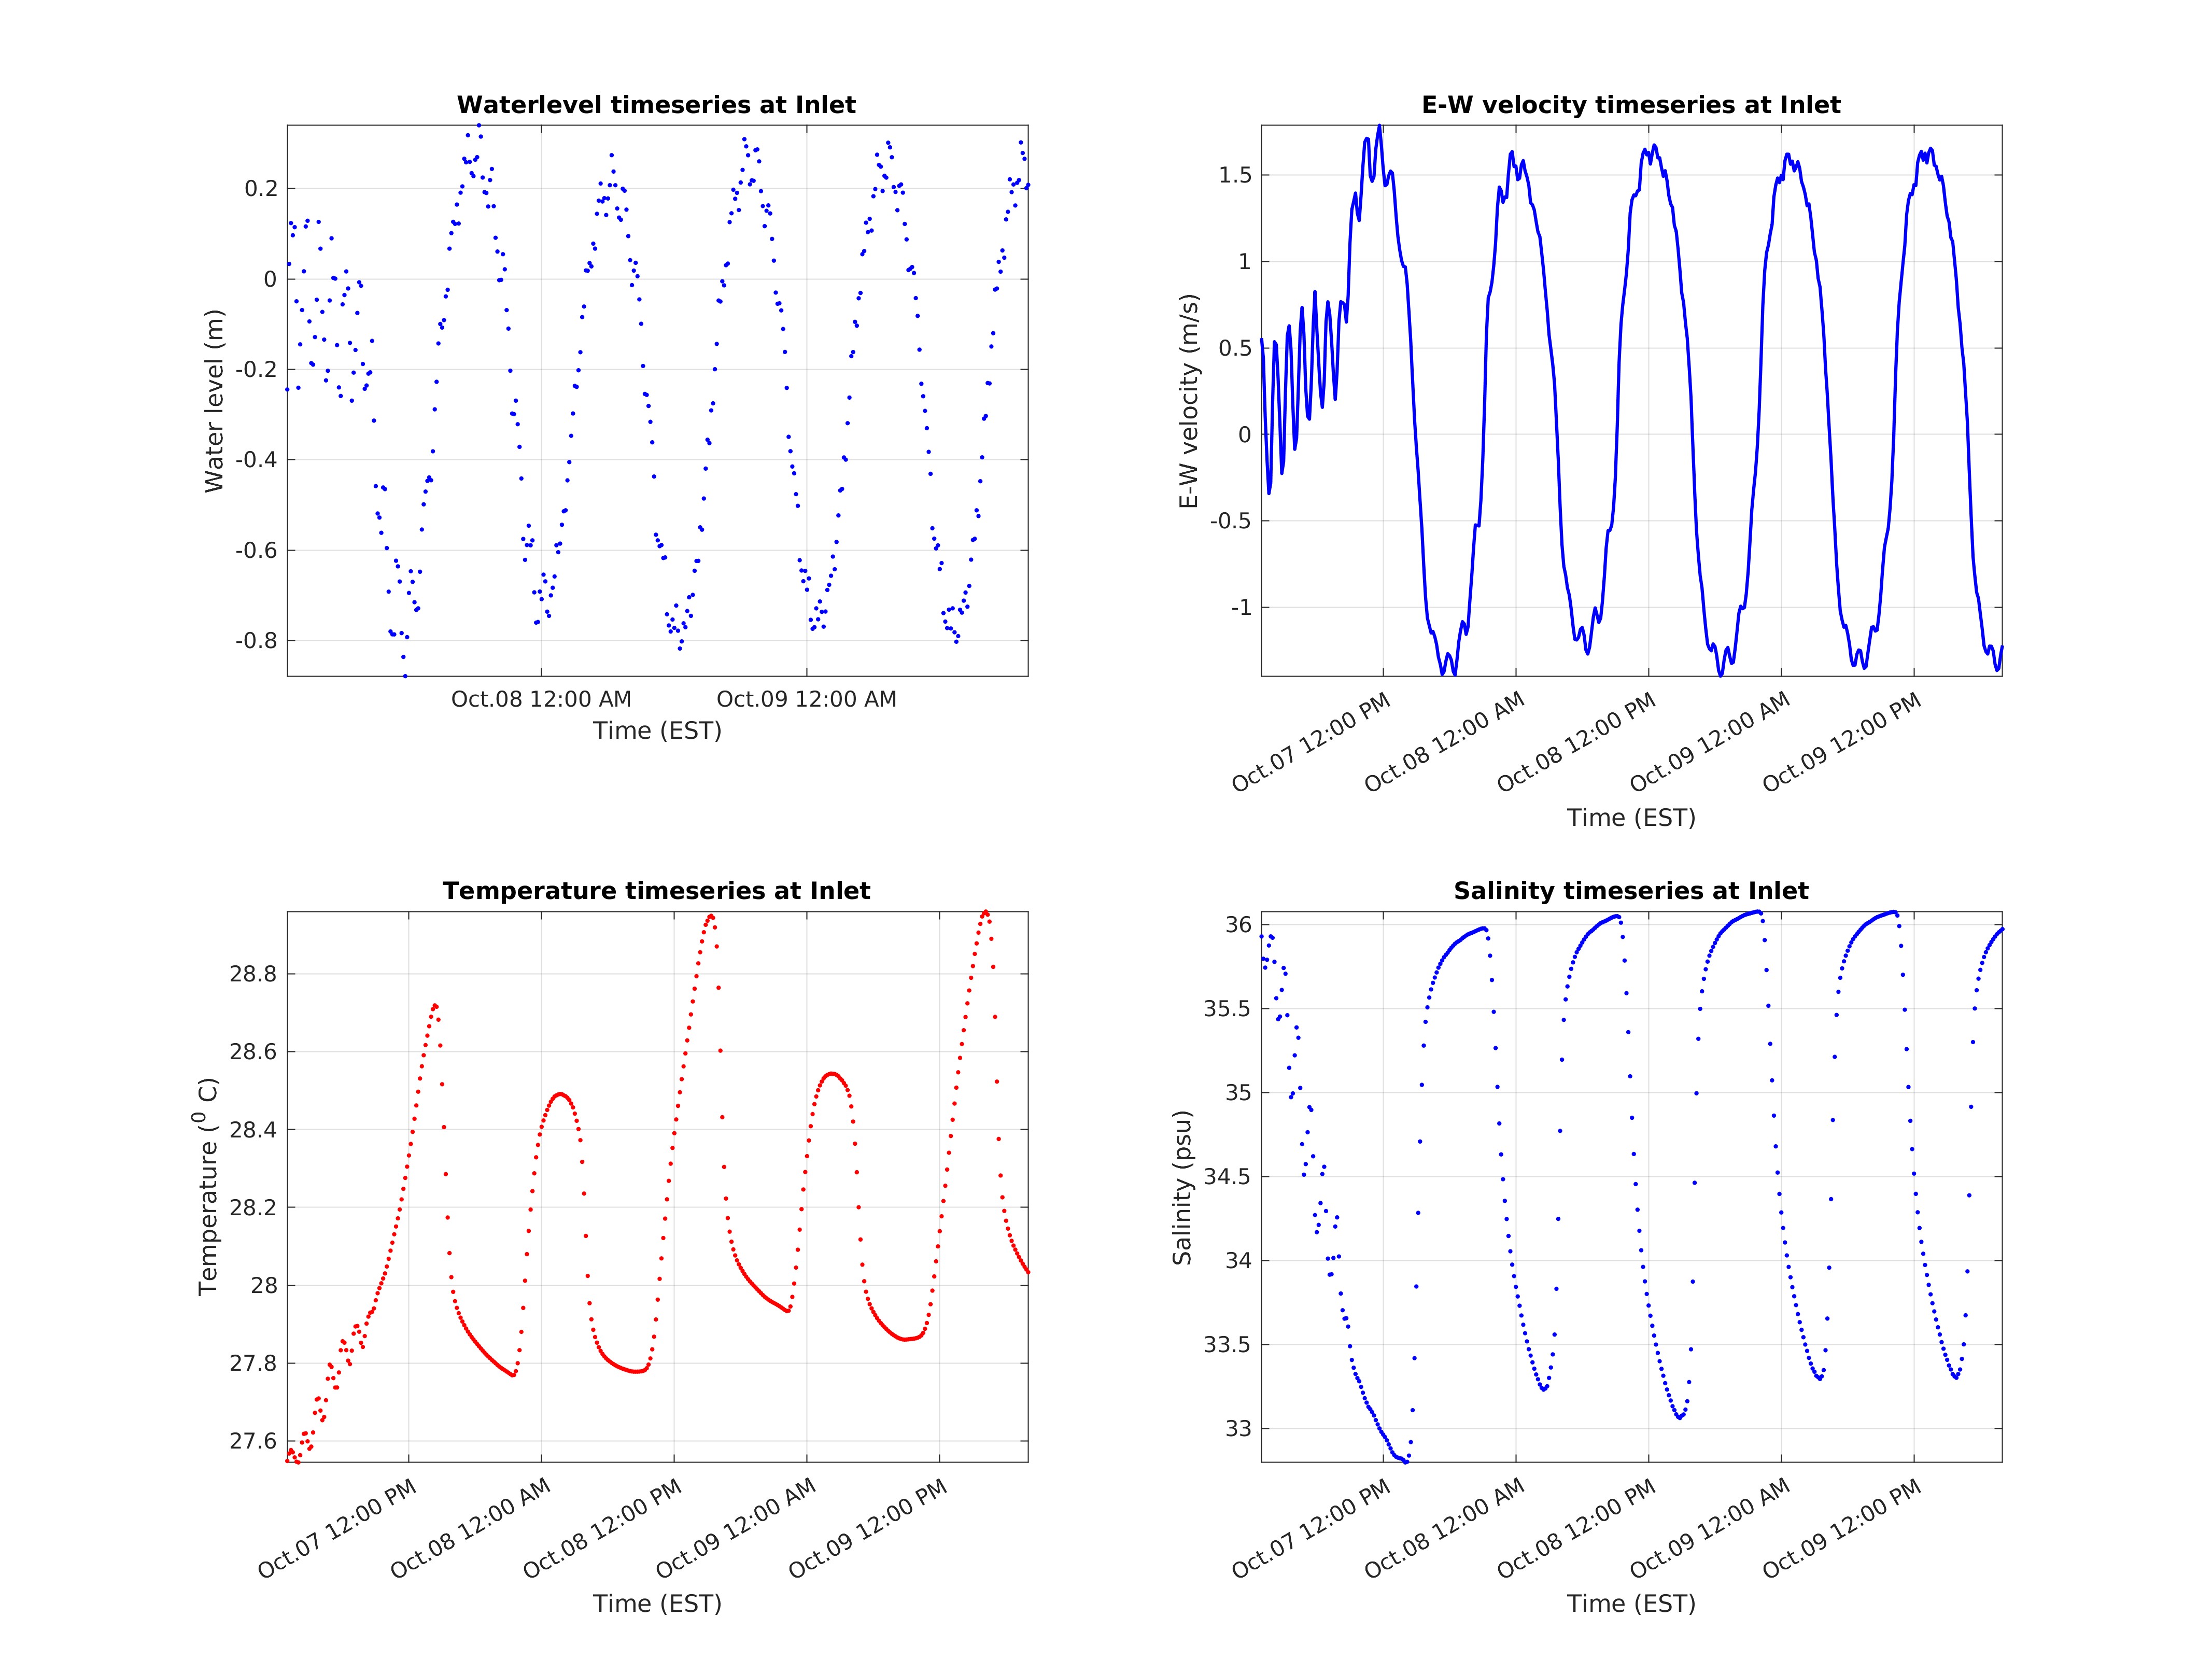 Waterlevel timeseries at Inlet
Water level (m)
0.2
0
-0.2
-0.4
-0.6
-0.8
Oct.08 12:00 AM
Oct.09 12:00 AM
Time (EST)
E-W velocity timeseries at Inlet
E-W velocity (m/s)
1.5
1
0.5
0
-0.5
-1
Oct.07 12:00 PM
Oct.08 12:00 AM
Oct.08 12:00 PM
Oct.09 12:00 AM
Oct.09 12:00 PM
Time (EST)
Temperature timeseries at Inlet
Temperature (⁰ C)
28.8
28.6
28.4
28.2
28
27.8
27.6
Oct.07 12:00 PM
Oct.08 12:00 AM
Oct.08 12:00 PM
Oct.09 12:00 AM
Oct.09 12:00 PM
Time (EST)
Salinity timeseries at Inlet
Salinity (psu)
36
35.5
35
34.5
34
33.5
33
Oct.07 12:00 PM
Oct.08 12:00 AM
Oct.08 12:00 PM
Oct.09 12:00 AM
Oct.09 12:00 PM
Time (EST)